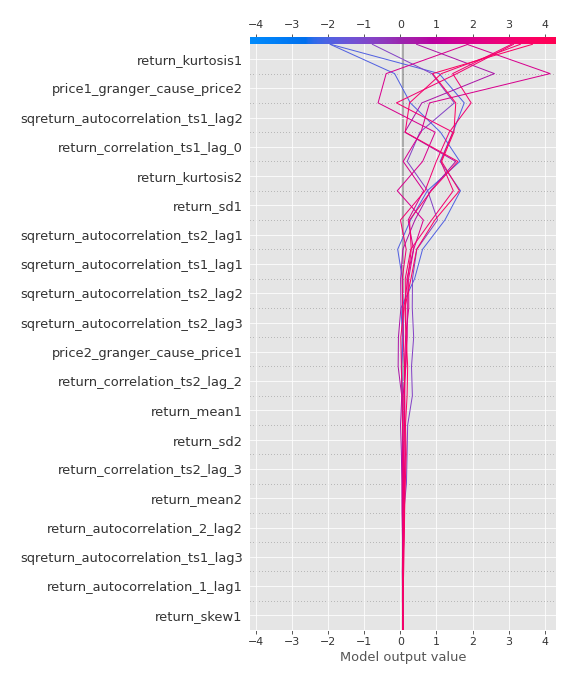 −4 −3 −2 −1 0 1 2 3 4
return_kurtosis1
price1_granger_cause_price2
sqreturn_autocorrelation_ts1_lag2
return_correlation_ts1_lag_0
return_kurtosis2
return_sd1
sqreturn_autocorrelation_ts2_lag1
sqreturn_autocorrelation_ts1_lag1
sqreturn_autocorrelation_ts2_lag2
sqreturn_autocorrelation_ts2_lag3
price2_granger_cause_price1
return_correlation_ts2_lag_2
return_mean1
return_sd2
return_correlation_ts2_lag_3
return_mean2
return_autocorrelation_2_lag2
sqreturn_autocorrelation_ts1_lag3
return_autocorrelation_1_lag1
return_skew1
−4 −3 −2 −1 0 1 2 3 4
Model output value